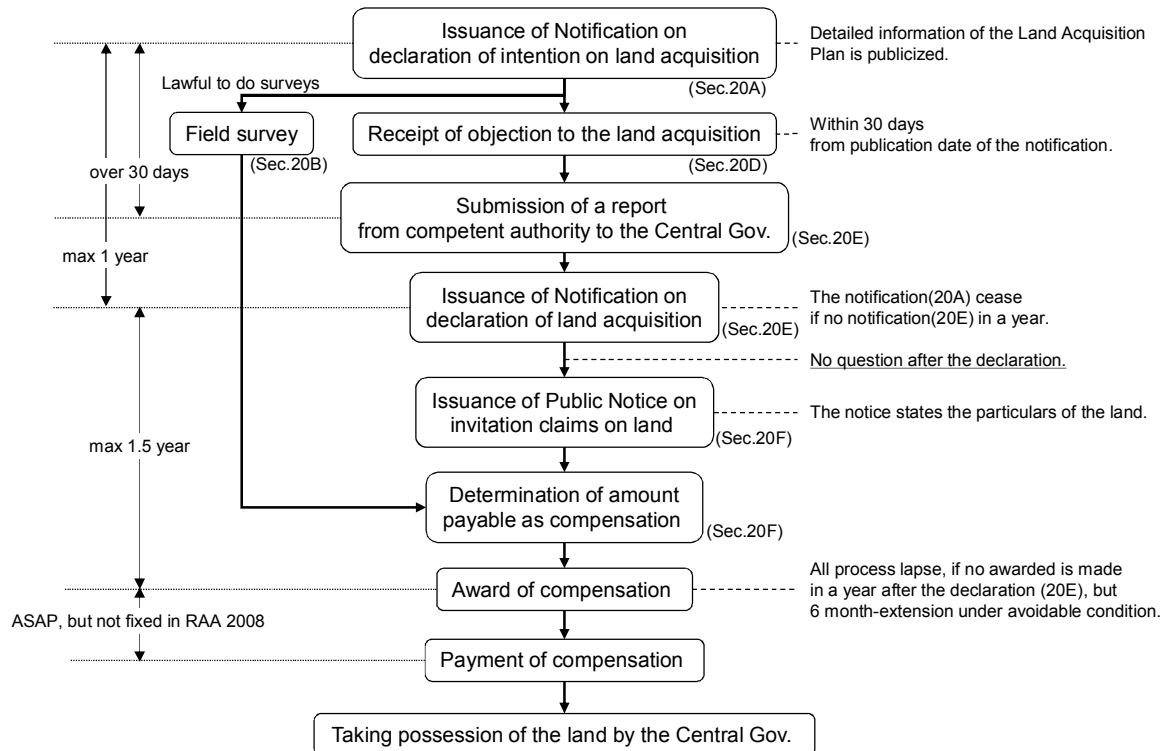 Issuance of Notification on
declaration of intention on land acquisition
(Sec.20A)
Detailed information of the Land Acquisition
Plan is publicized.
Lawful to do surveys
Field survey
(Sec.20B)
Receipt of objection to the land acquisition
(Sec.20D)
Within 30 days
from publication date of the notification.
over 30 days
Submission of a report
from competent authority to the Central Gov.
(Sec.20E)
max 1 year
Issuance of Notification on
declaration of land acquisition
(Sec.20E)
The notification(20A) cease
if no notification(20E) in a year.
No question after the declaration.
Issuance of Public Notice on
invitation claims on land
(Sec.20F)
The notice states the particulars of the land.
max 1.5 year
Determination of amount
payable as compensation
(Sec.20F)
Award of compensation
All process lapse, if no awarded is made
in a year after the declaration (20E), but
6 month-extension under avoidable condition.
ASAP, but not fixed in RAA 2008
Payment of compensation
Taking possession of the land by the Central Gov.